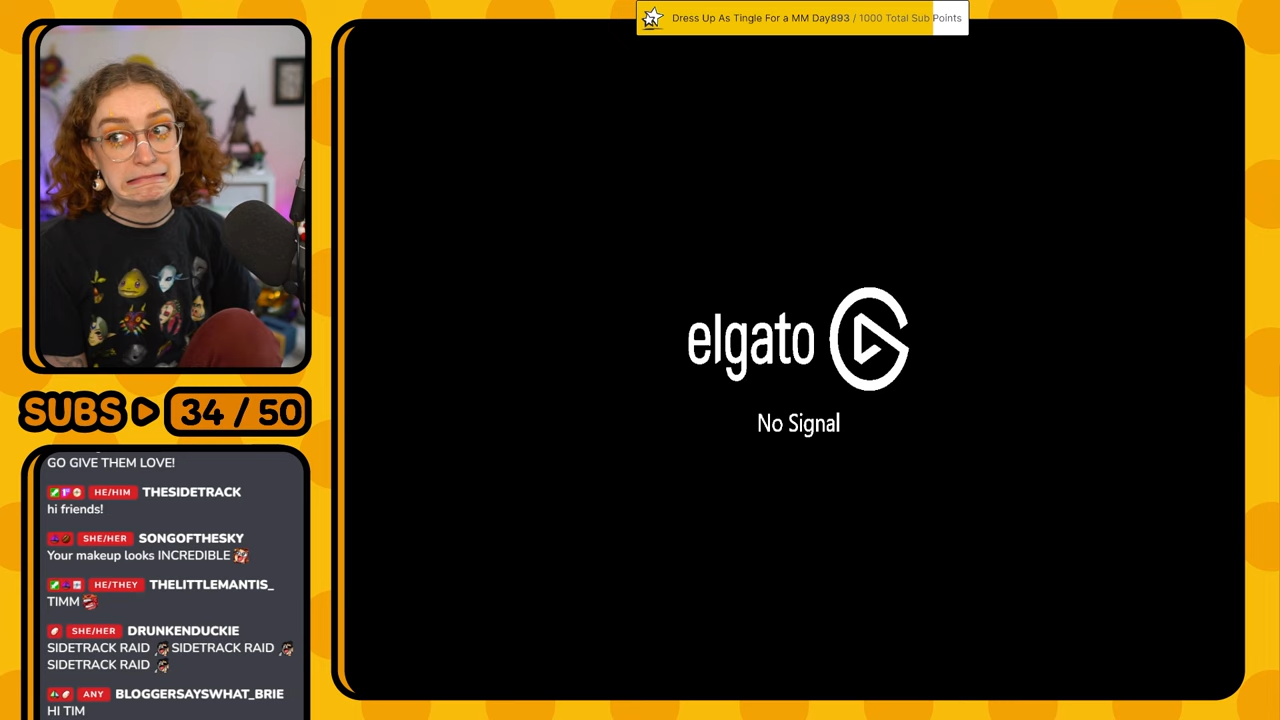 Dress Up As Tingle For a MM Day893 / 1000 Total Sub Points
elgato
No Signal
SUBS 34 / 50
GO GIVE THEM LOVE!
HE/HIM THESIDETRACK
hi friends!
SHE/HER SONGOFTHESKY
Your makeup looks INCREDIBLE
HE/THEY THELITTLEMANTIS_
TIMM
SHE/HER DRUNKENDUCKIE
SIDETRACK RAID SIDETRACK RAID
SIDETRACK RAID
ANY BLOGGERSAYSWHAT_BRIE
HI TIM